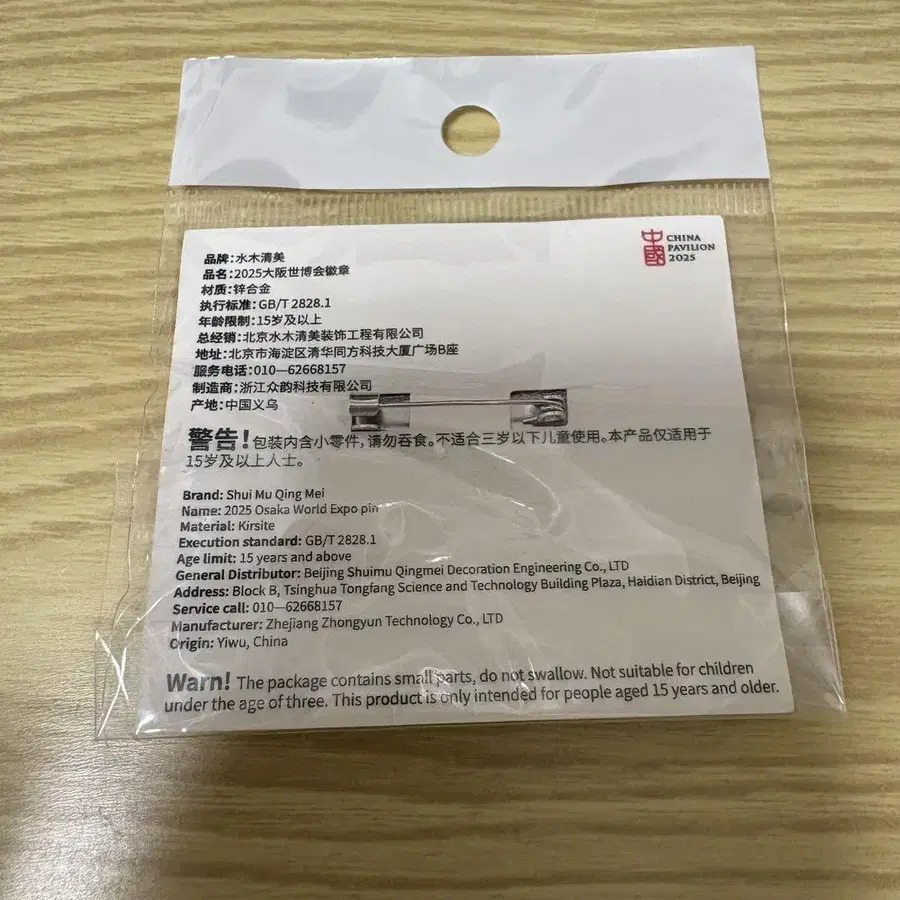 中國
CHINA
PAVILION
2025
品牌：水木清美
品名：2025大阪世博会徽章
材质：锌合金
执行标准：GB/T 2828.1
年龄限制：15岁及以上
总经销：北京水木清美装饰工程有限公司
地址：北京市海淀区清华同方科技大厦广场B座
服务电话：010—62668157
制造商：浙江众韵科技有限公司
产地：中国义乌
警告！包装内含小零件，请勿吞食。不适合三岁以下儿童使用。本产品仅适用于
15岁及以上人士。
Brand: Shui Mu Qing Mei
Name: 2025 Osaka World Expo pin
Material: Kirsite
Execution standard: GB/T 2828.1
Age limit: 15 years and above
General Distributor: Beijing Shuimu Qingmei Decoration Engineering Co., LTD
Address: Block B, Tsinghua Tongfang Science and Technology Building Plaza, Haidian District, Beijing
Service call: 010—62668157
Manufacturer: Zhejiang Zhongyun Technology Co., LTD
Origin: Yiwu, China
Warn! The package contains small parts, do not swallow. Not suitable for children
under the age of three. This product is only intended for people aged 15 years and older.